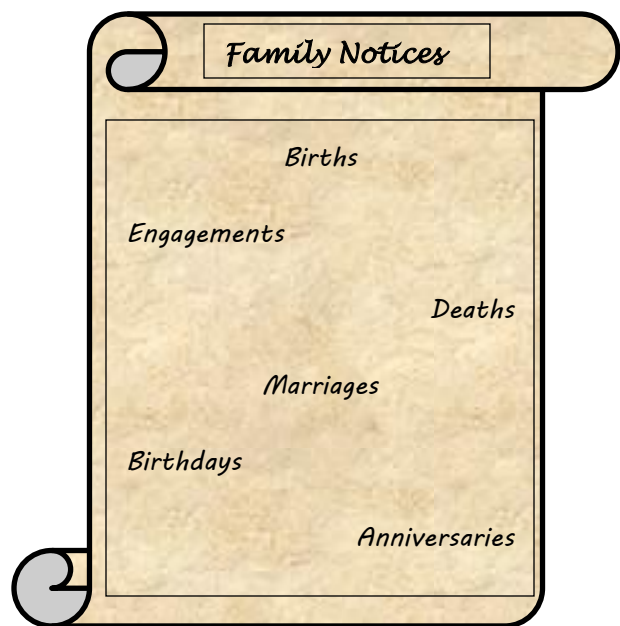 Family Notices
Births
Engagements
Deaths
Marriages
Birthdays
Anniversaries